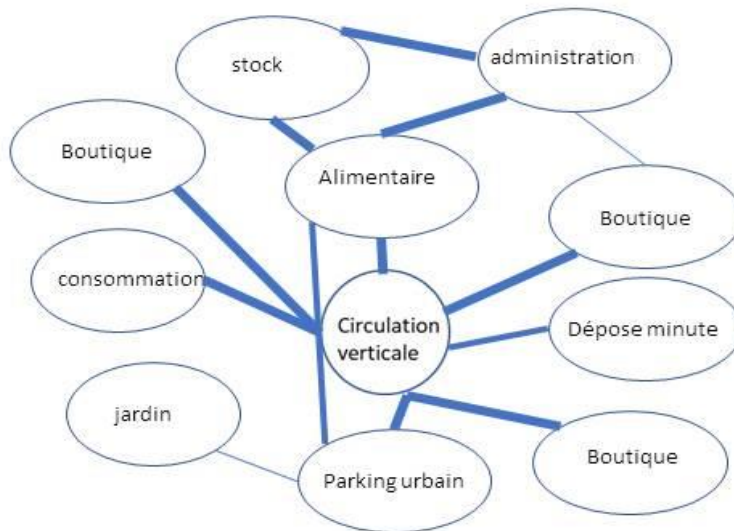 stock
administration
Boutique
Alimentaire
Boutique
consommation
Circulation
verticale
Dépose minute
jardin
Parking urbain
Boutique